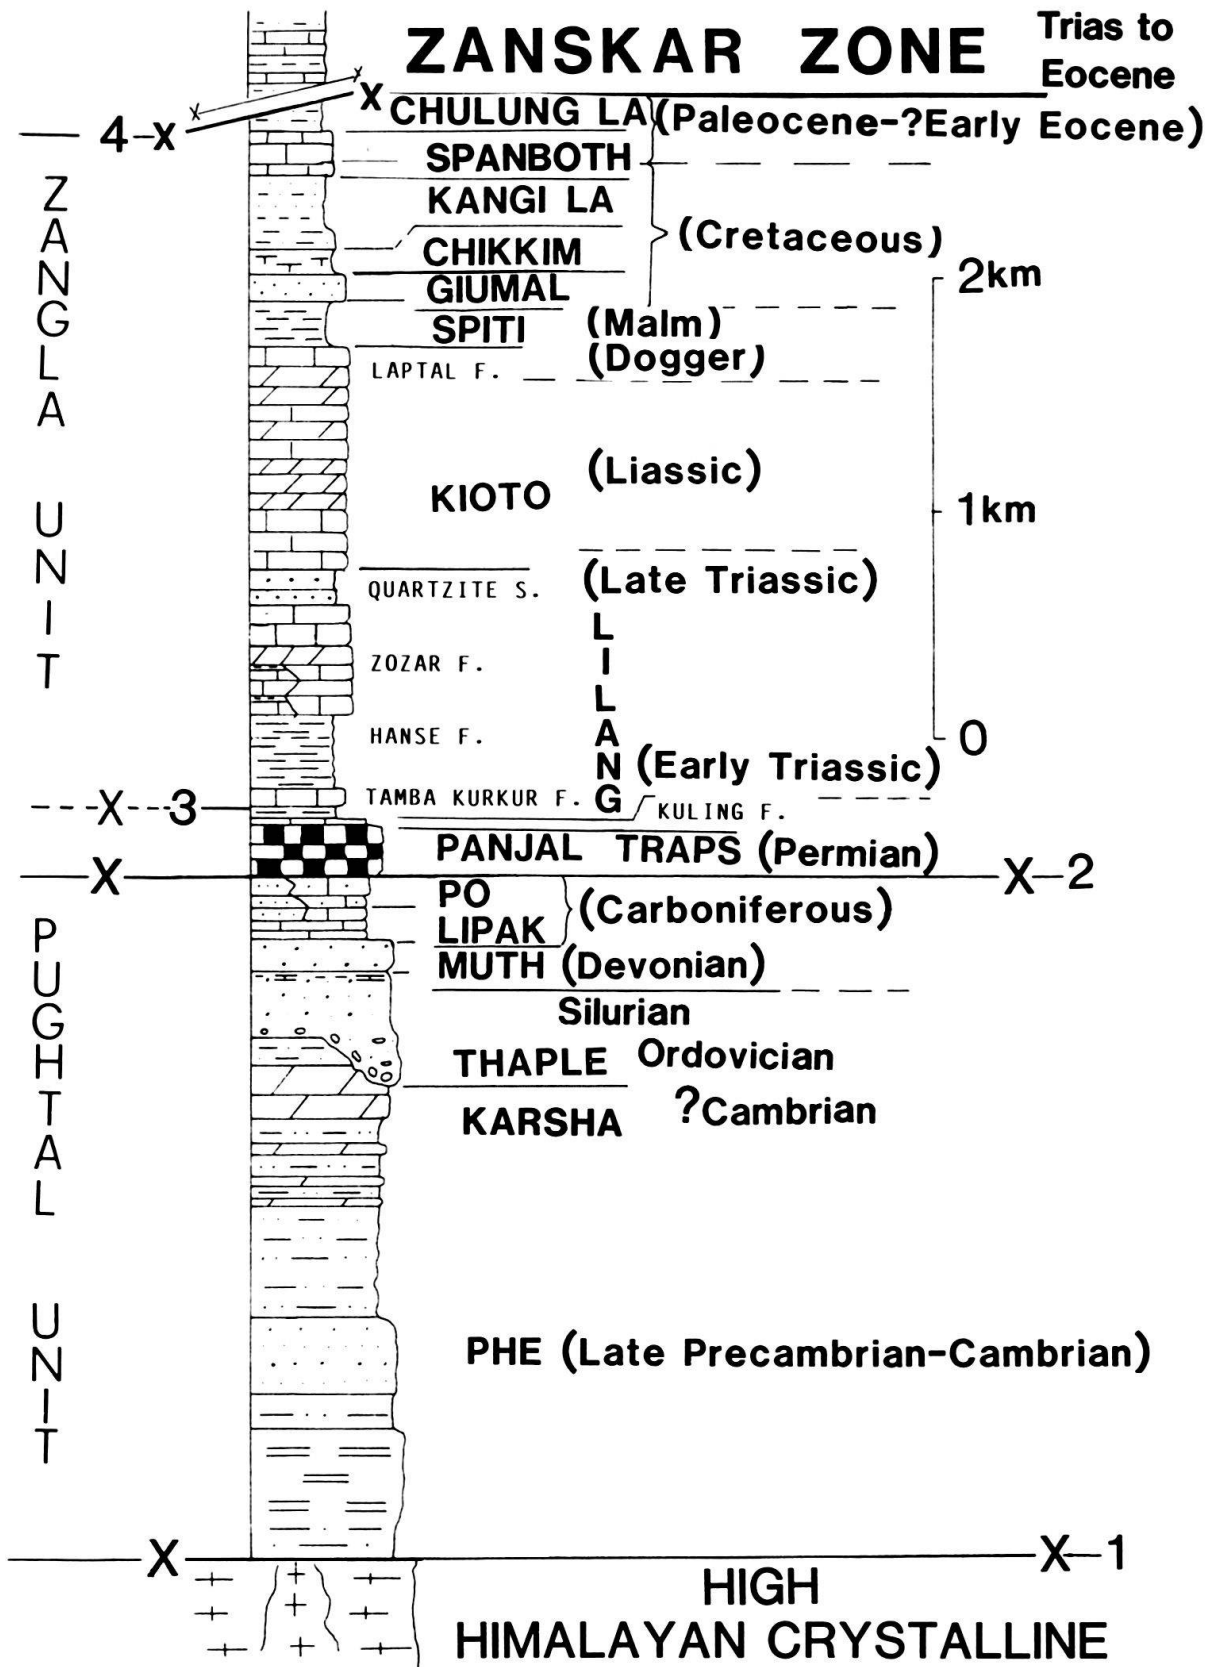 ZANSKAR ZONE
Trias to
Eocene
4-X
X
CHULUNG LA (Paleocene-?Early Eocene)
SPANBOTH
KANGI LA
(Cretaceous)
CHIKKIM
2km
GIUMAL
SPITI (Malm)
(Dogger)
LAPTAL F.
ZANGLA UNIT
(Liassic)
KIOTO
1km
(Late Triassic)
QUARTZITE S.
LILANG
ZOZAR F.
HANSE F.
0
(Early Triassic)
TAMBA KURKUR F.
KULING F.
X 3
PANJAL TRAPS (Permian)
X
X-2
PO
(Carboniferous)
LIPAK
MUTH (Devonian)
Silurian
THAPLE Ordovician
?Cambrian
KARSHA
PUGHTAL UNIT
PHE (Late Precambrian-Cambrian)
X
X-1
HIGH
HIMALAYAN CRYSTALLINE